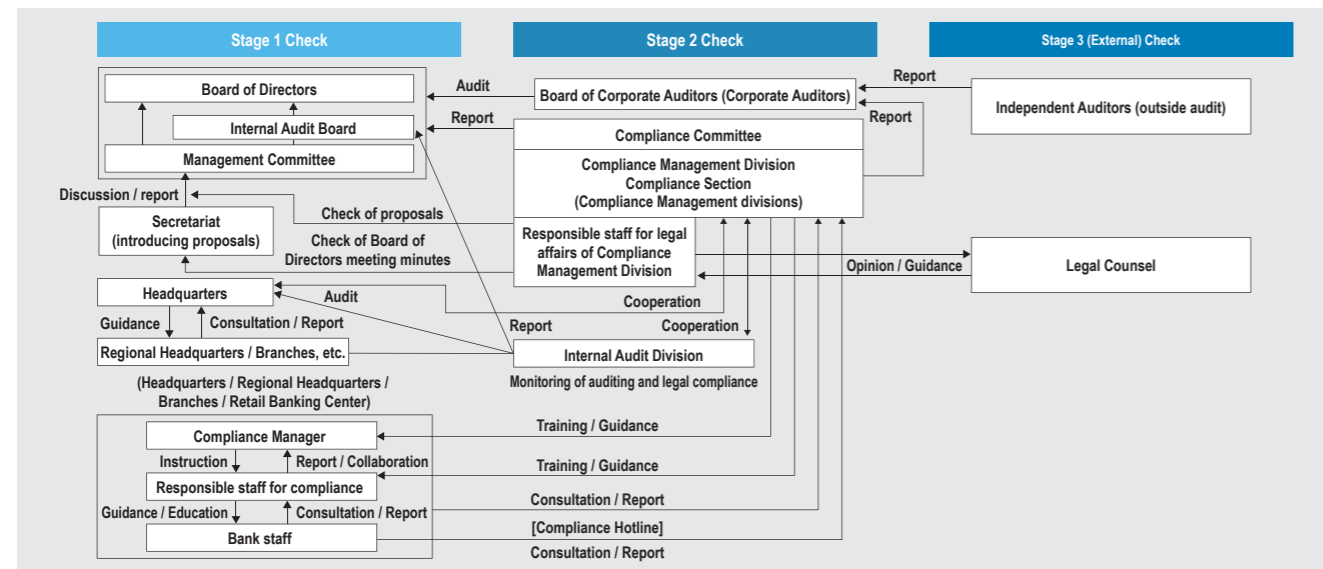 Stage 1 Check
Stage 2 Check
Stage 3 (External) Check
Board of Directors
Internal Audit Board
Management Committee
Audit
Report
Board of Corporate Auditors (Corporate Auditors)
Report
Report
Independent Auditors (outside audit)
Compliance Committee
Compliance Management Division
Compliance Section
(Compliance Management divisions)
Discussion / report
Secretariat
(introducing proposals)
Check of proposals
Check of Board of
Directors meeting minutes
Responsible staff for legal
affairs of Compliance
Management Division
Opinion / Guidance
Legal Counsel
Headquarters
Audit
Cooperation
Guidance
Consultation / Report
Report
Cooperation
Regional Headquarters / Branches, etc.
Internal Audit Division
Monitoring of auditing and legal compliance
(Headquarters / Regional Headquarters /
Branches / Retail Banking Center)
Compliance Manager
Training / Guidance
Instruction
Report / Collaboration
Training / Guidance
Responsible staff for compliance
Guidance / Education
Consultation / Report
Consultation / Report
Bank staff
[Compliance Hotline]
Consultation / Report